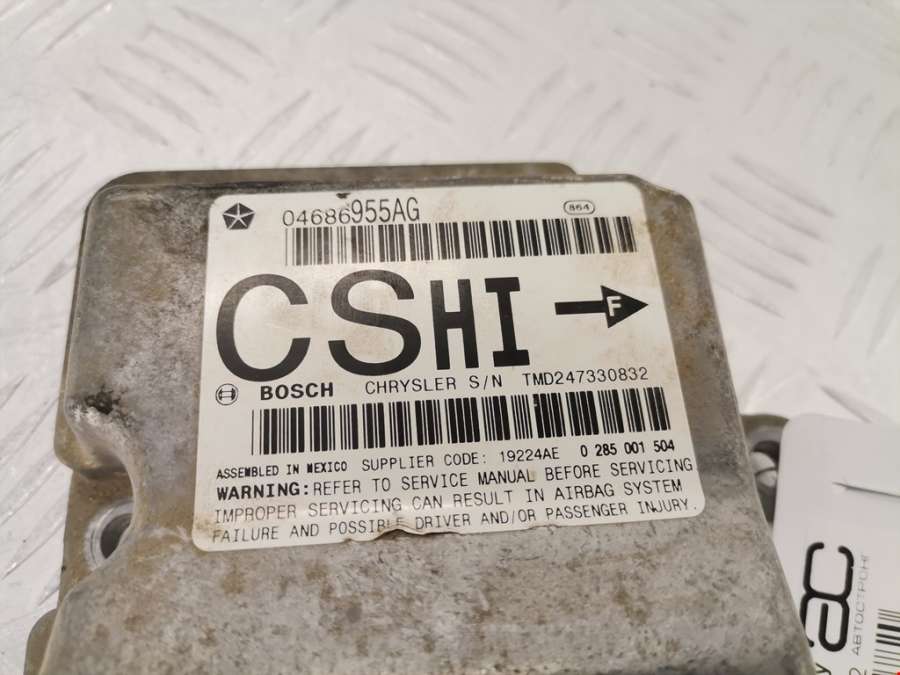 04686955AG
864
CSHI
F
BOSCH CHRYSLER S/N TMD247330832
ASSEMBLED IN MEXICO SUPPLIER CODE: 19224AE 0 285 001 504
WARNING: REFER TO SERVICE MANUAL BEFORE SERVICING
IMPROPER SERVICING CAN RESULT IN AIRBAG SYSTEM
FAILURE AND POSSIBLE DRIVER AND/OR PASSENGER INJURY.
ac
АВТОСТРОНГ